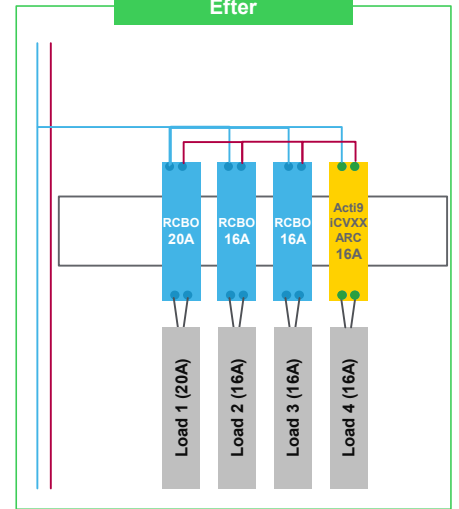 Efter
RCBO
20A
RCBO
16A
RCBO
16A
Acti9
iCVXX
ARC
16A
Load 1 (20A)
Load 2 (16A)
Load 3 (16A)
Load 4 (16A)